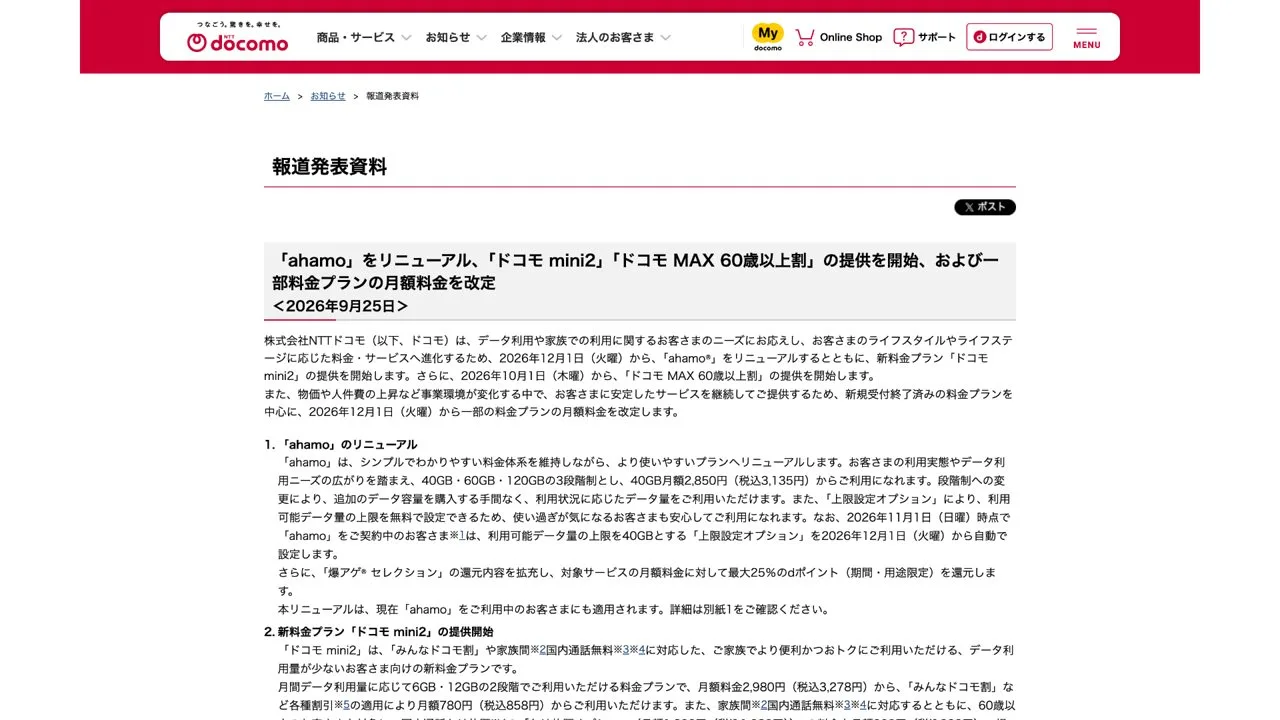 つなごう。驚きを。幸せを。
NTT docomo
商品・サービス お知らせ 企業情報 法人のお客さま My docomo Online Shop サポート ログインする MENU
ホーム > お知らせ > 報道発表資料
報道発表資料
ポスト
「ahamo」をリニューアル、「ドコモ mini2」「ドコモ MAX 60歳以上割」の提供を開始、および一
部料金プランの月額料金を改定
＜2026年9月25日＞
株式会社NTTドコモ（以下、ドコモ）は、データ利用や家族での利用に関するお客さまのニーズにお応えし、お客さまのライフスタイルやライフステ
ージに応じた料金・サービスへ進化するため、2026年12月1日（火曜）から、「ahamo®」をリニューアルするとともに、新料金プラン「ドコモ
mini2」の提供を開始します。さらに、2026年10月1日（木曜）から、「ドコモ MAX 60歳以上割」の提供を開始します。
また、物価や人件費の上昇など事業環境が変化する中で、お客さまに安定したサービスを継続してご提供するため、新規受付終了済みの料金プランを
中心に、2026年12月1日（火曜）から一部の料金プランの月額料金を改定します。
1. 「ahamo」のリニューアル
「ahamo」は、シンプルでわかりやすい料金体系を維持しながら、より使いやすいプランへリニューアルします。お客さまの利用実態やデータ利
用ニーズの広がりを踏まえ、40GB・60GB・120GBの3段階制とし、40GB月額2,850円（税込3,135円）からご利用になれます。段階制への変
更により、追加のデータ容量を購入する手間なく、利用状況に応じたデータ量をご利用いただけます。また、「上限設定オプション」により、利用
可能データ量の上限を無料で設定できるため、使い過ぎが気になるお客さまも安心してご利用になれます。なお、2026年11月1日（日曜）時点で
「ahamo」をご契約中のお客さま※1は、利用可能データ量の上限を40GBとする「上限設定オプション」を2026年12月1日（火曜）から自動で
設定します。
さらに、「爆アゲ® セレクション」の還元内容を拡充し、対象サービスの月額料金に対して最大25％のdポイント（期間・用途限定）を還元しま
す。
本リニューアルは、現在「ahamo」をご利用中のお客さまにも適用されます。詳細は別紙1をご確認ください。
2. 新料金プラン「ドコモ mini2」の提供開始
「ドコモ mini2」は、「みんなドコモ割」や家族間※2国内通話無料※3※4に対応した、ご家族でより便利かつおトクにご利用いただける、データ利
用量が少ないお客さま向けの新料金プランです。
月間データ利用量に応じて6GB・12GBの2段階でご利用いただける料金プランで、月額料金2,980円（税込3,278円）から、「みんなドコモ割」な
ど各種割引※5の適用により月額780円（税込858円）からご利用いただけます。また、家族間※2国内通話無料※3※4に対応するとともに、60歳以